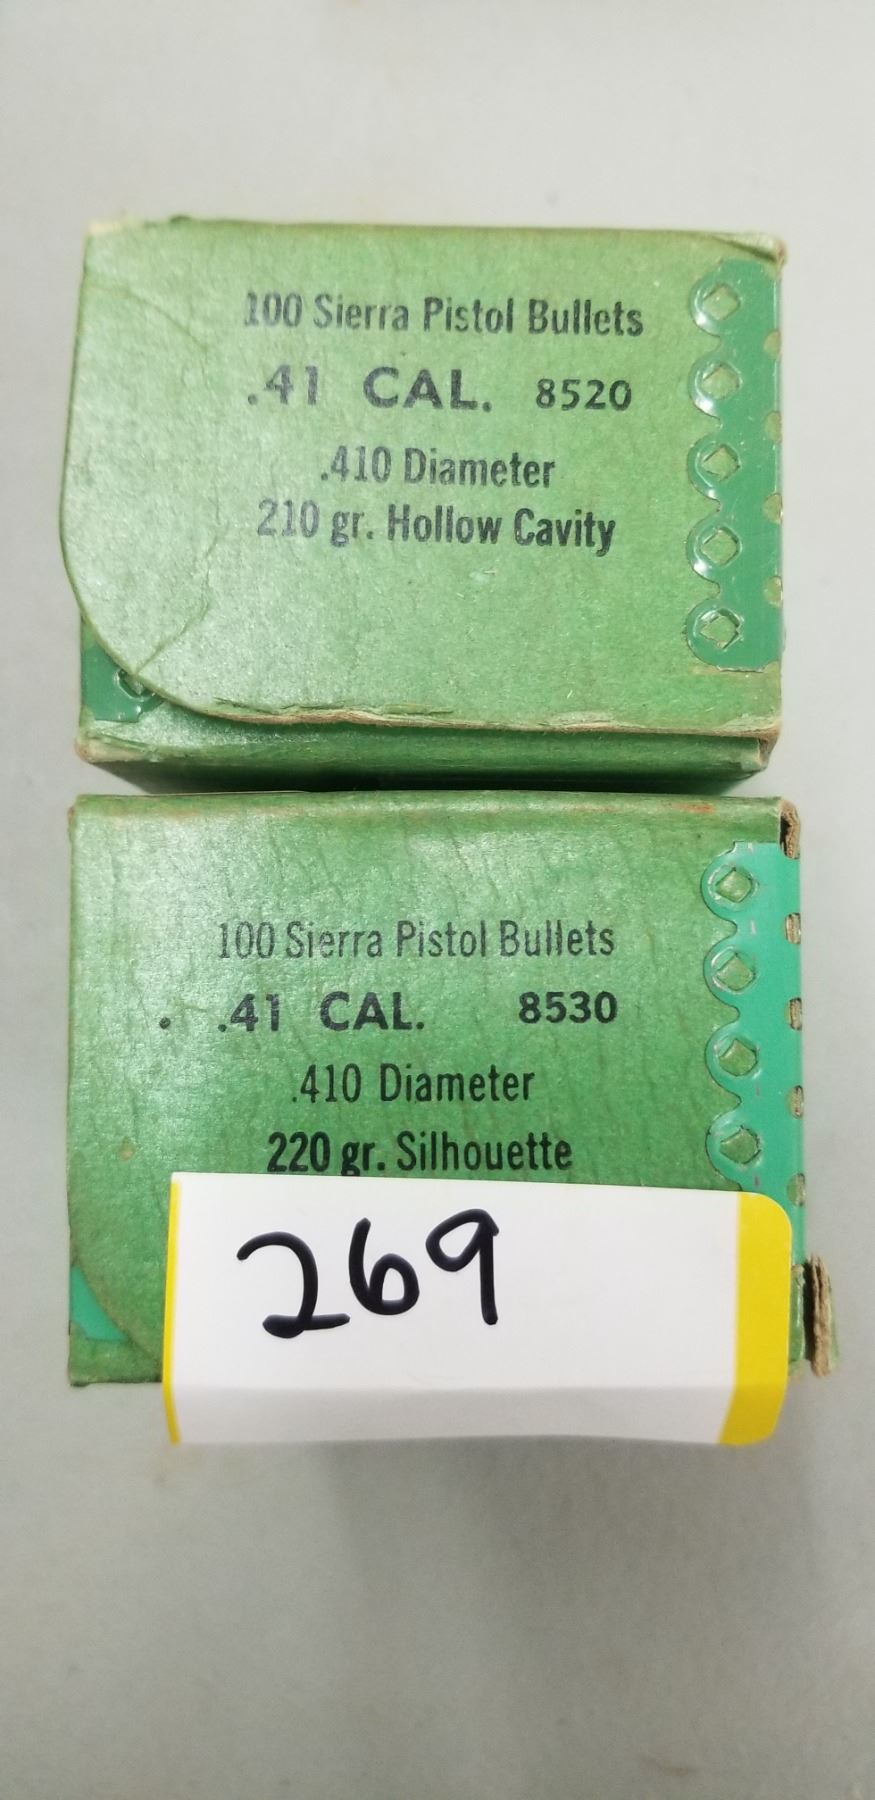 100 Sierra Pistol Bullets
.41 CAL. 8520
.410 Diameter
210 gr. Hollow Cavity
100 Sierra Pistol Bullets
. .41 CAL. 8530
.410 Diameter
220 gr. Silhouette
269